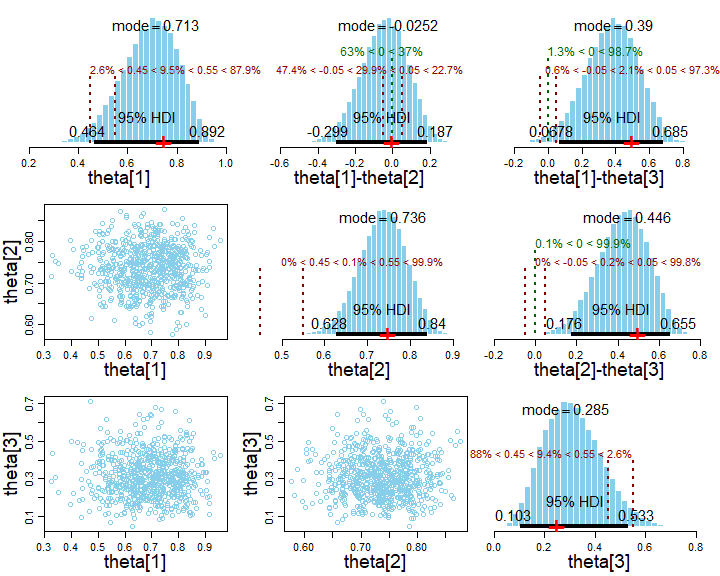 mode = 0.713
2.6% < 0.45 < 9.5% < 0.55 < 87.9%
95% HDI
0.464 0.892
0.2 0.4 0.6 0.8 1.0
theta[1]
mode = -0.0252
63% < 0 < 37%
47.4% < -0.05 < 29.9% < 0.05 < 22.7%
95% HDI
-0.299 0.187
-0.6 -0.4 -0.2 0.0 0.2
theta[1]-theta[2]
mode = 0.39
1.3% < 0 < 98.7%
0.6% < -0.05 < 2.1% < 0.05 < 97.3%
95% HDI
0.0678 0.685
-0.2 0.0 0.2 0.4 0.6 0.8
theta[1]-theta[3]
theta[2]
0.60 0.70 0.80
0.3 0.4 0.5 0.6 0.7 0.8 0.9
theta[1]
mode = 0.736
0% < 0.45 < 0.1% < 0.55 < 99.9%
95% HDI
0.628 0.84
0.5 0.6 0.7 0.8 0.9
theta[2]
mode = 0.446
0.1% < 0 < 99.9%
0% < -0.05 < 0.2% < 0.05 < 99.8%
95% HDI
0.176 0.655
-0.2 0.0 0.2 0.4 0.6 0.8
theta[2]-theta[3]
theta[3]
0.1 0.3 0.5 0.7
0.3 0.4 0.5 0.6 0.7 0.8 0.9
theta[1]
theta[3]
0.1 0.3 0.5 0.7
0.60 0.70 0.80
theta[2]
mode = 0.285
88% < 0.45 < 9.4% < 0.55 < 2.6%
95% HDI
0.103 0.533
0.0 0.2 0.4 0.6 0.8
theta[3]